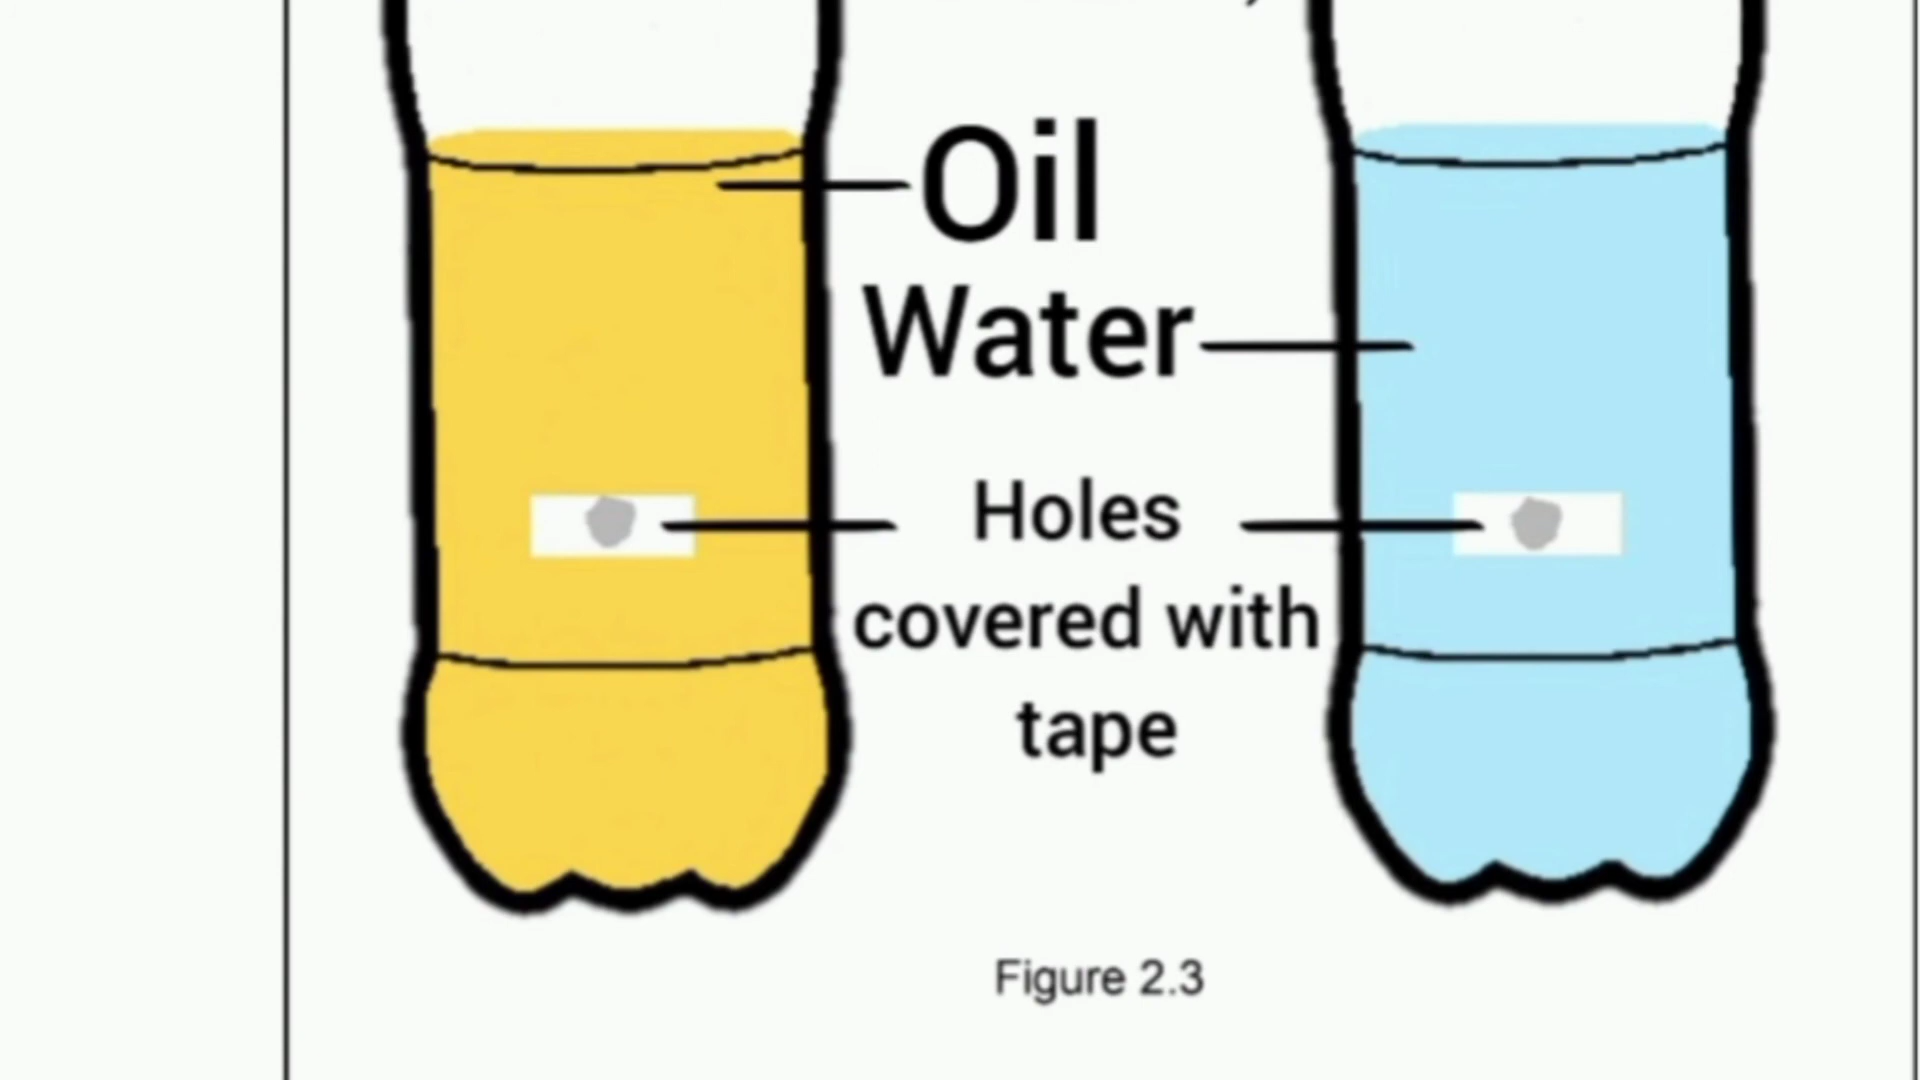 Oil
Water
Holes
covered with
tape
Figure 2.3